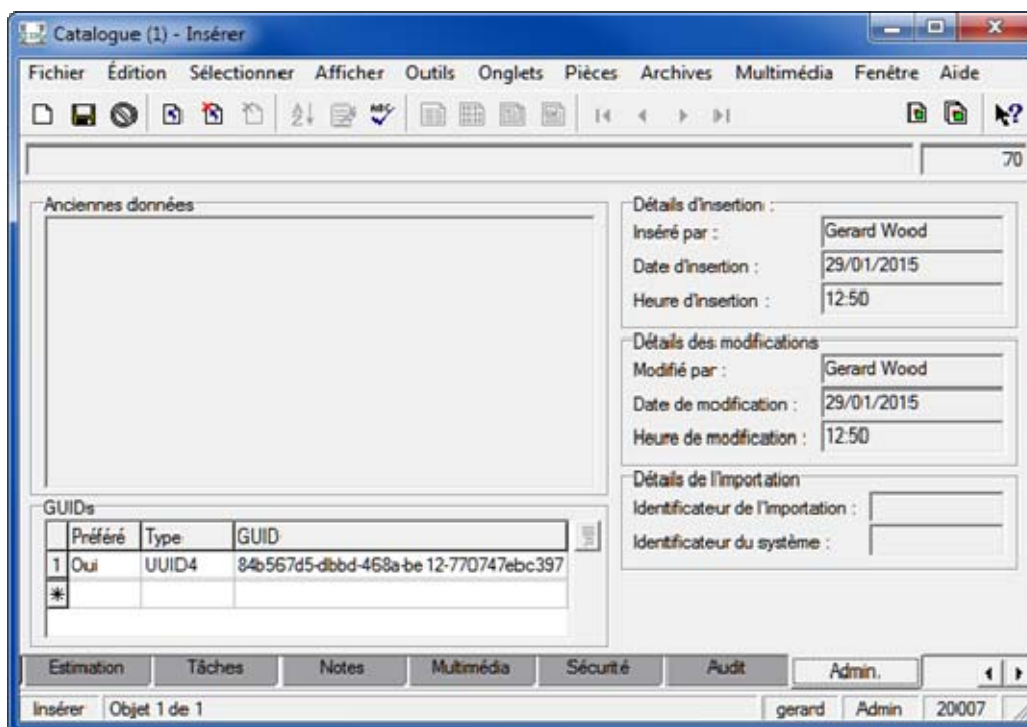 Catalogue (1) - Insérer
Fichier Édition Sélectionner Afficher Outils Onglets Pièces Archives Multimédia Fenêtre Aide
70
Anciennes données
Détails d'insertion :
Inséré par : Gerard Wood
Date d'insertion : 29/01/2015
Heure d'insertion : 12:50
Détails des modifications
Modifié par : Gerard Wood
Date de modification : 29/01/2015
Heure de modification : 12:50
Détails de l'importation
Identificateur de l'importation :
Identificateur du système :
GUIDs
Préféré Type GUID
1 Oui UUID4 84b567d5-dbbd-468a-be12-770747ebc397
Estimation Tâches Notes Multimédia Sécurité Audit Admin.
Insérer Objet 1 de 1 gerard Admin 20007